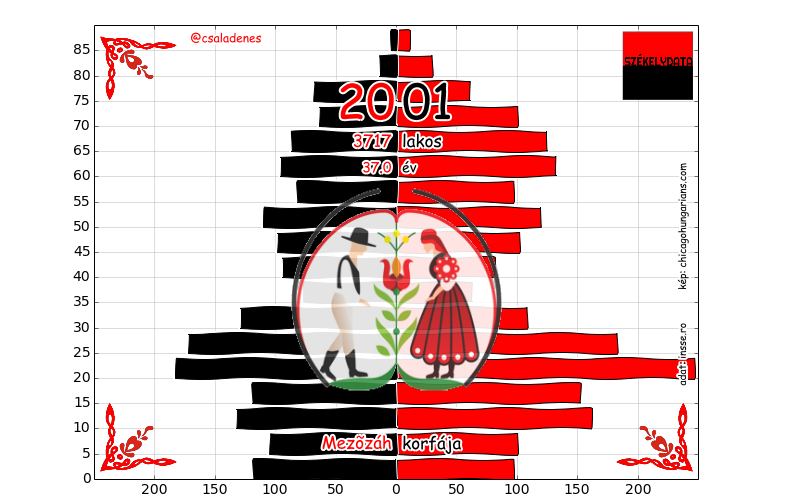 @csaladenes
SZÉKELYDATA
2001
3717 lakos
37.0 év
kép: chicagohungarians.com
adat: insse.ro
Mezőzáh korfája
85
80
75
70
65
60
55
50
45
40
35
30
25
20
15
10
5
0
200 150 100 50 0 50 100 150 200